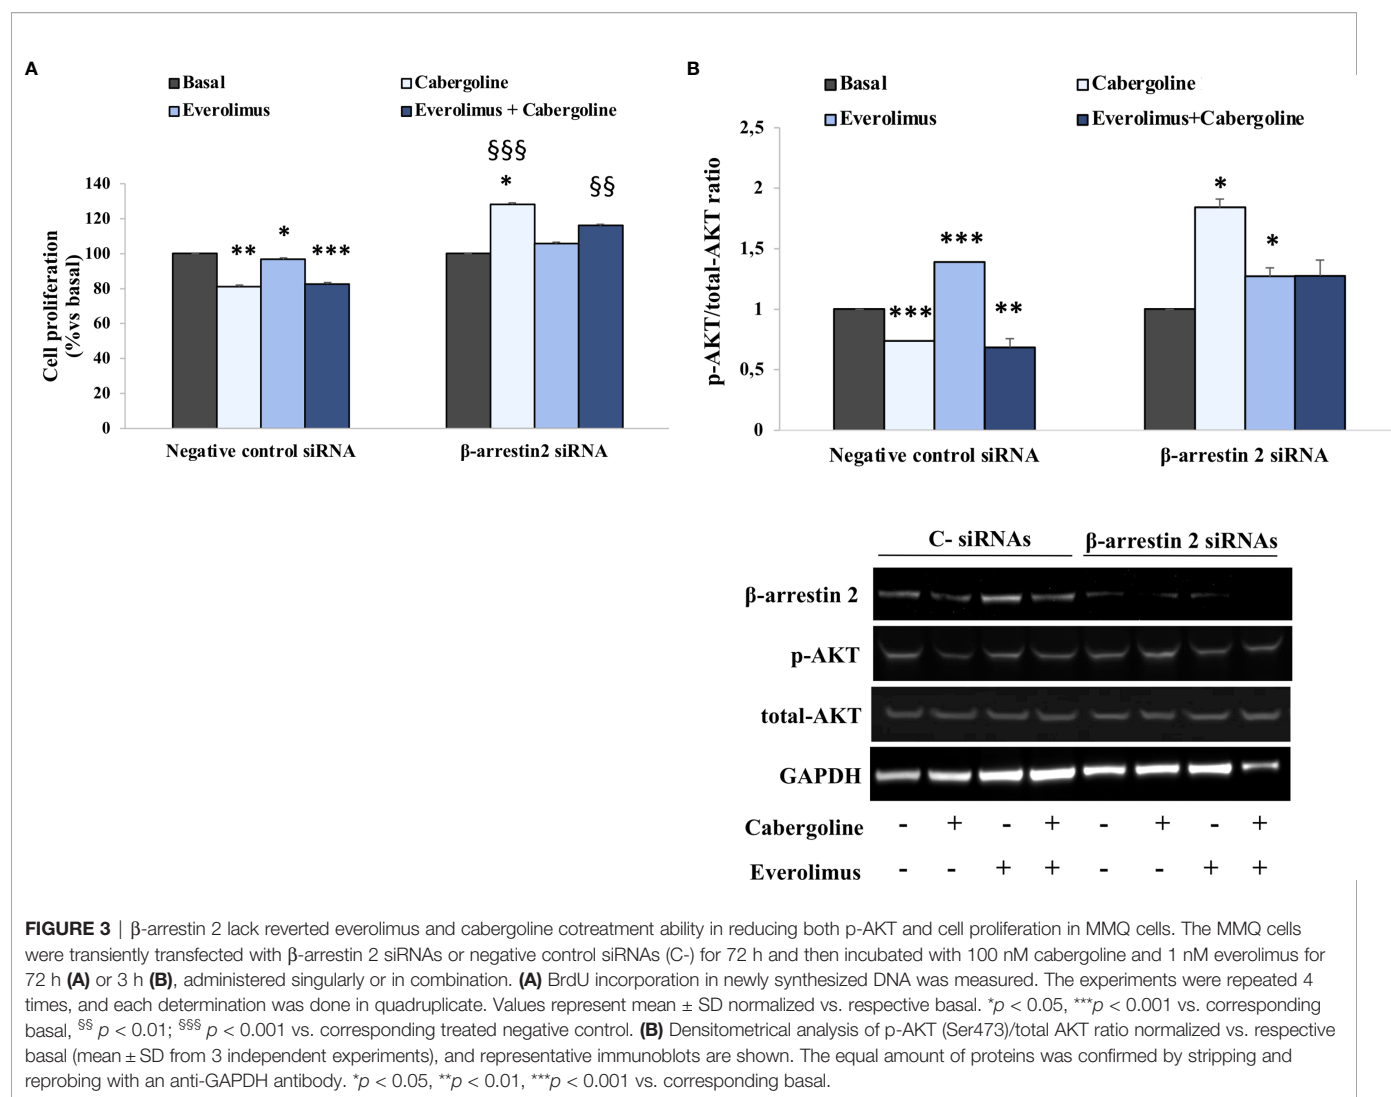 A
Basal
Cabergoline
Everolimus
Everolimus + Cabergoline
Cell proliferation
(%vs basal)
140
120
100
80
60
40
20
0
**
*
***
§§§
*
§§
Negative control siRNA
β-arrestin2 siRNA
B
Basal
Cabergoline
Everolimus
Everolimus+Cabergoline
p-AKT/total-AKT ratio
2,5
2
1,5
1
0,5
0
***
***
**
*
*
Negative control siRNA
β-arrestin 2 siRNA
C- siRNAs
β-arrestin 2 siRNAs
β-arrestin 2
p-AKT
total-AKT
GAPDH
Cabergoline - + - + - + - +
Everolimus - - + + - - + +
FIGURE 3 | β-arrestin 2 lack reverted everolimus and cabergoline cotreatment ability in reducing both p-AKT and cell proliferation in MMQ cells. The MMQ cells
were transiently transfected with β-arrestin 2 siRNAs or negative control siRNAs (C-) for 72 h and then incubated with 100 nM cabergoline and 1 nM everolimus for
72 h (A) or 3 h (B), administered singularly or in combination. (A) BrdU incorporation in newly synthesized DNA was measured. The experiments were repeated 4
times, and each determination was done in quadruplicate. Values represent mean ± SD normalized vs. respective basal. *p < 0.05, ***p < 0.001 vs. corresponding
basal, §§ p < 0.01; §§§ p < 0.001 vs. corresponding treated negative control. (B) Densitometrical analysis of p-AKT (Ser473)/total AKT ratio normalized vs. respective
basal (mean ± SD from 3 independent experiments), and representative immunoblots are shown. The equal amount of proteins was confirmed by stripping and
reprobing with an anti-GAPDH antibody. *p < 0.05, **p < 0.01, ***p < 0.001 vs. corresponding basal.